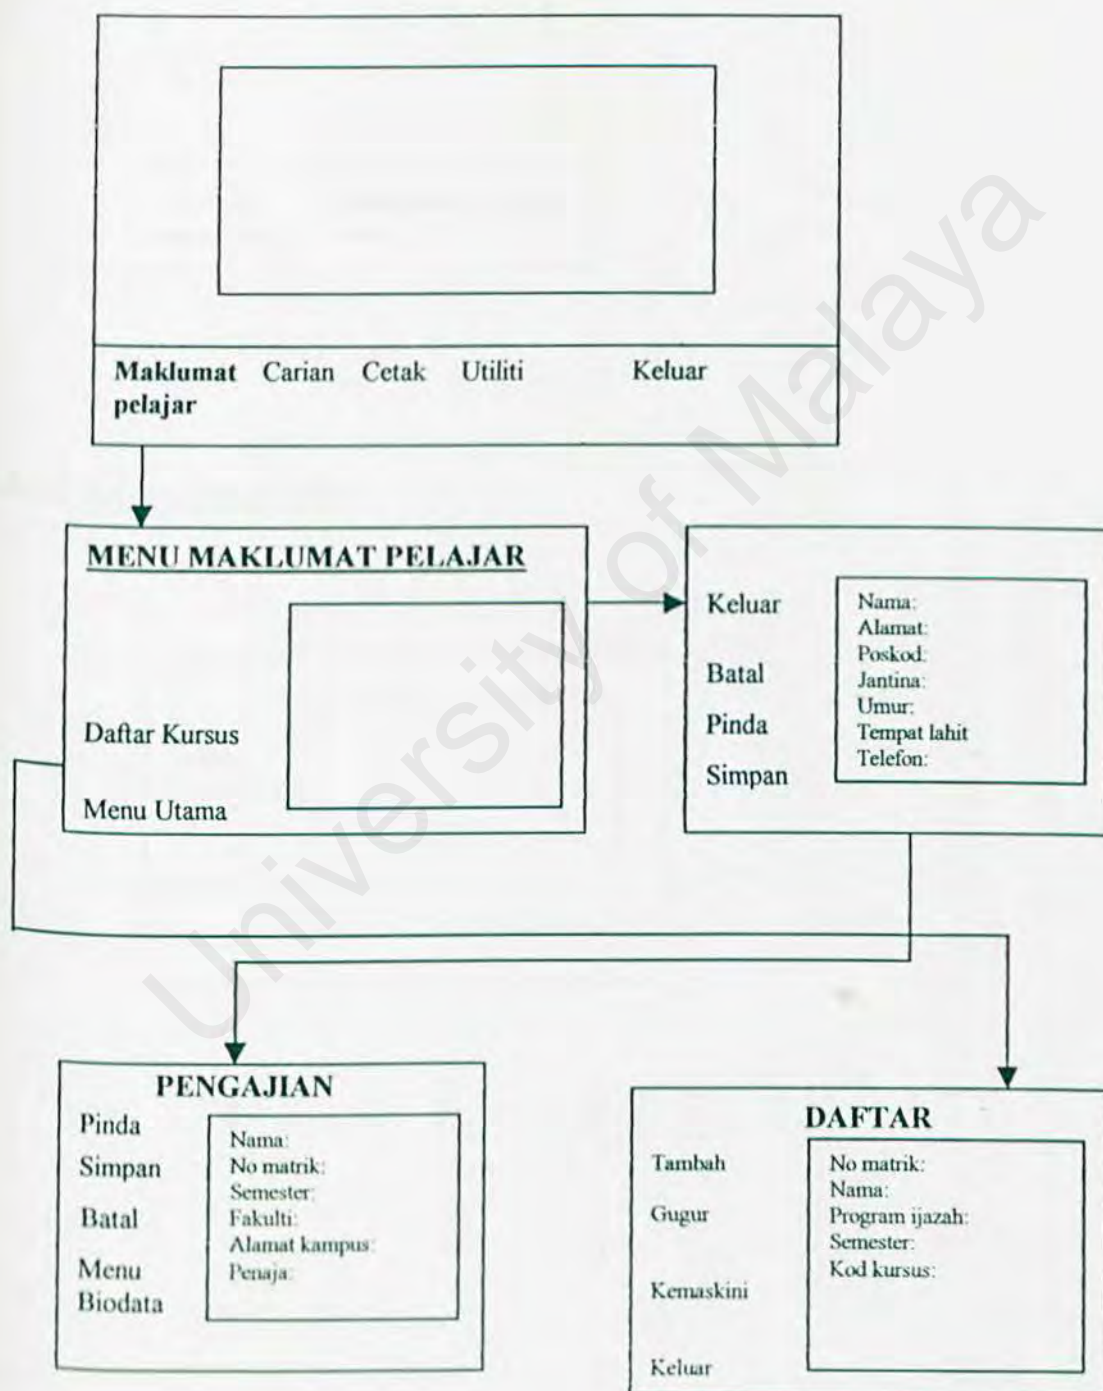 Maklumat Carian Cetak Utiliti Keluar
pelajar
MENU MAKLUMAT PELAJAR
Daftar Kursus
Menu Utama
Keluar
Batal
Pinda
Simpan
Nama:
Alamat:
Poskod:
Jantina:
Umur:
Tempat lahit
Telefon:
PENGAJIAN
Pinda
Simpan
Batal
Menu
Biodata
Nama:
No matrik:
Semester:
Fakulti:
Alamat kampus:
Penaja:
DAFTAR
Tambah
Gugur
Kemaskini
Keluar
No matrik:
Nama:
Program ijazah:
Semester:
Kod kursus:
University of Malaya